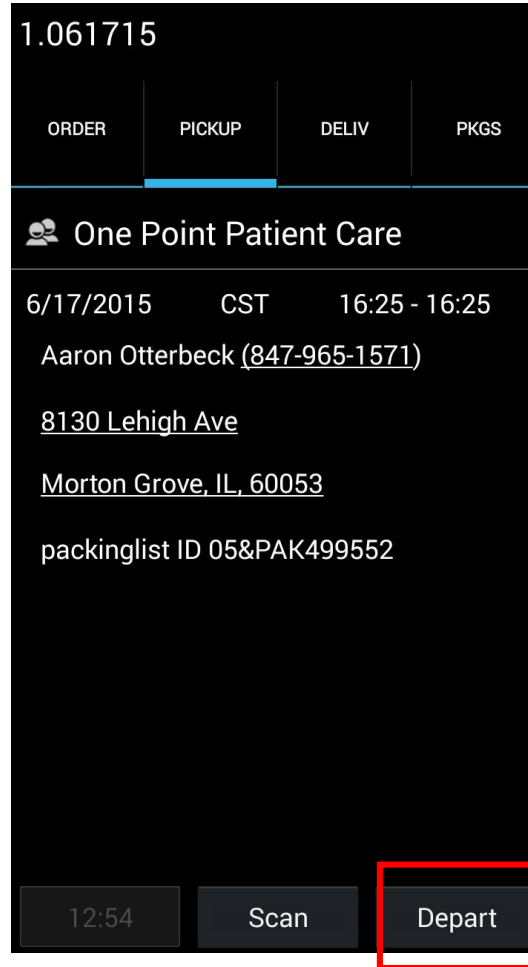 1.061715
ORDER PICKUP DELIV PKGS
One Point Patient Care
6/17/2015 CST 16:25 - 16:25
Aaron Otterbeck (847-965-1571)
8130 Lehigh Ave
Morton Grove, IL, 60053
packinglist ID 05&PAK499552
12:54 Scan Depart